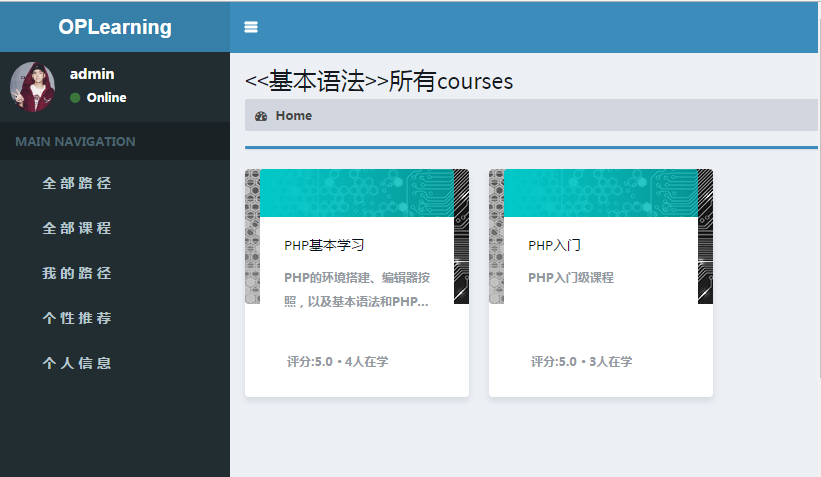 OPLearning
admin
Online
MAIN NAVIGATION
全部路径
全部课程
我的路径
个性推荐
个人信息
<<基本语法>>所有courses
Home
PHP基本学习
PHP的环境搭建、编辑器按
照，以及基本语法和PHP...
评分:5.0·4人在学
PHP入门
PHP入门级课程
评分:5.0·3人在学